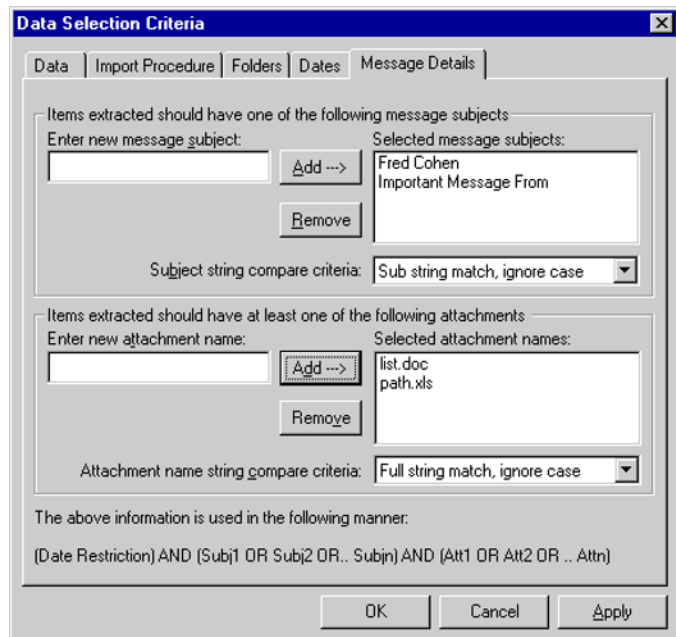 Data Selection Criteria
Data Import Procedure Folders Dates Message Details
Items extracted should have one of the following message subjects
Enter new message subject:
Selected message subjects:
Add --->
Fred Cohen
Important Message From
Remove
Subject string compare criteria: Sub string match, ignore case
Items extracted should have at least one of the following attachments
Enter new attachment name:
Selected attachment names:
Add --->
list.doc
path.xls
Remove
Attachment name string compare criteria: Full string match, ignore case
The above information is used in the following manner:
(Date Restriction) AND (Subj1 OR Subj2 OR.. Subjn) AND (Att1 OR Att2 OR .. Attn)
OK Cancel Apply